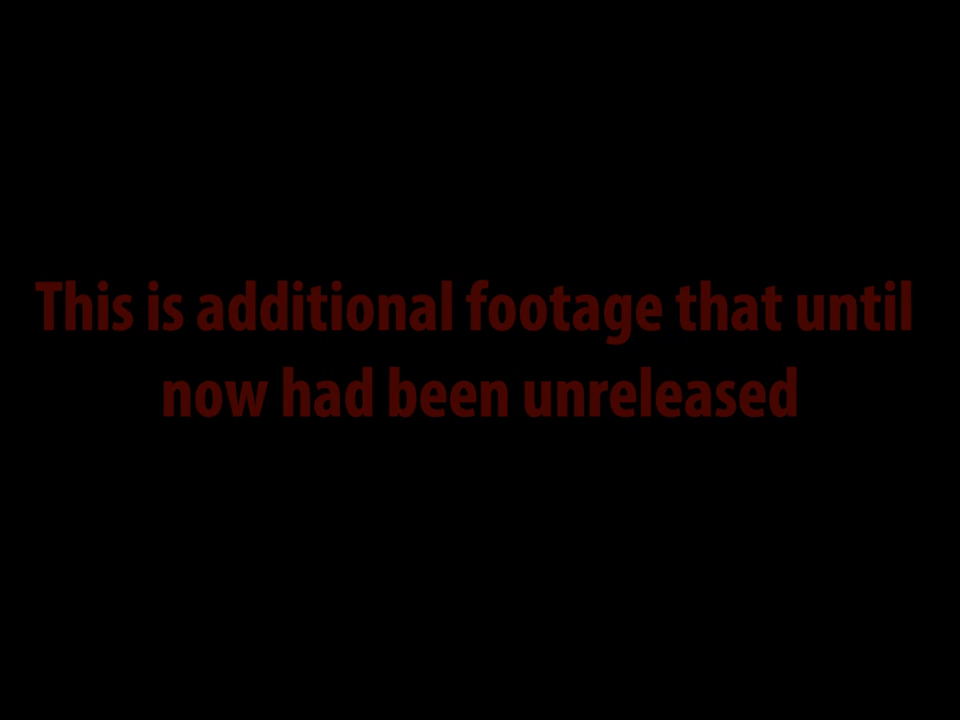 This is additional footage that until
now had been unreleased